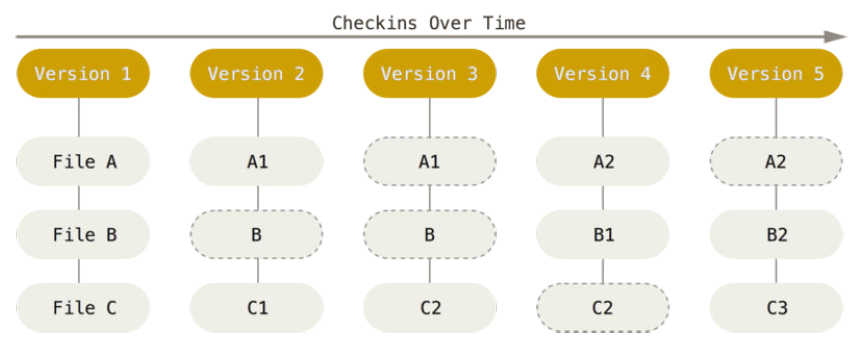 Checkins Over Time
Version 1 Version 2 Version 3 Version 4 Version 5
File A A1 A1 A2 A2
File B B B B1 B2
File C C1 C2 C2 C3